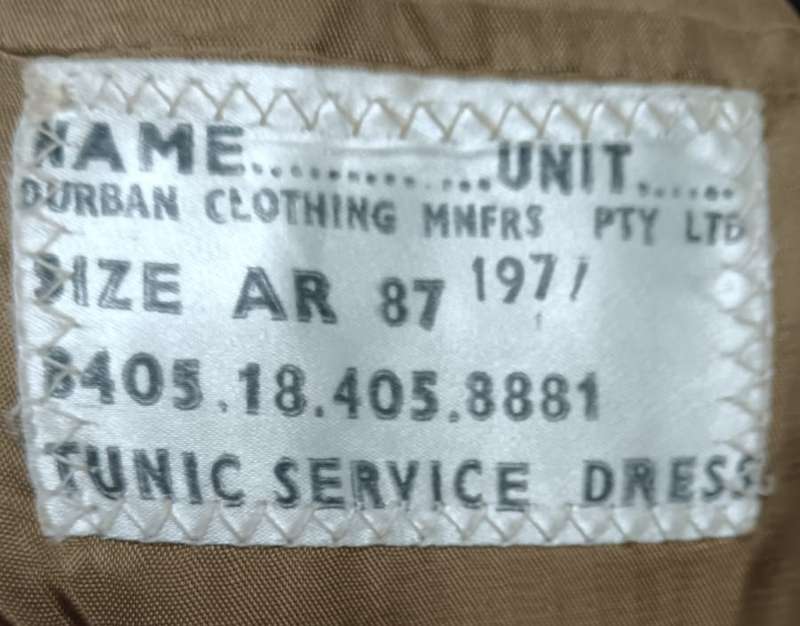 NAME...............UNIT......
DURBAN CLOTHING MNFRS PTY LTD
SIZE AR 87 1977
8405.18.405.8881
TUNIC SERVICE DRESS.